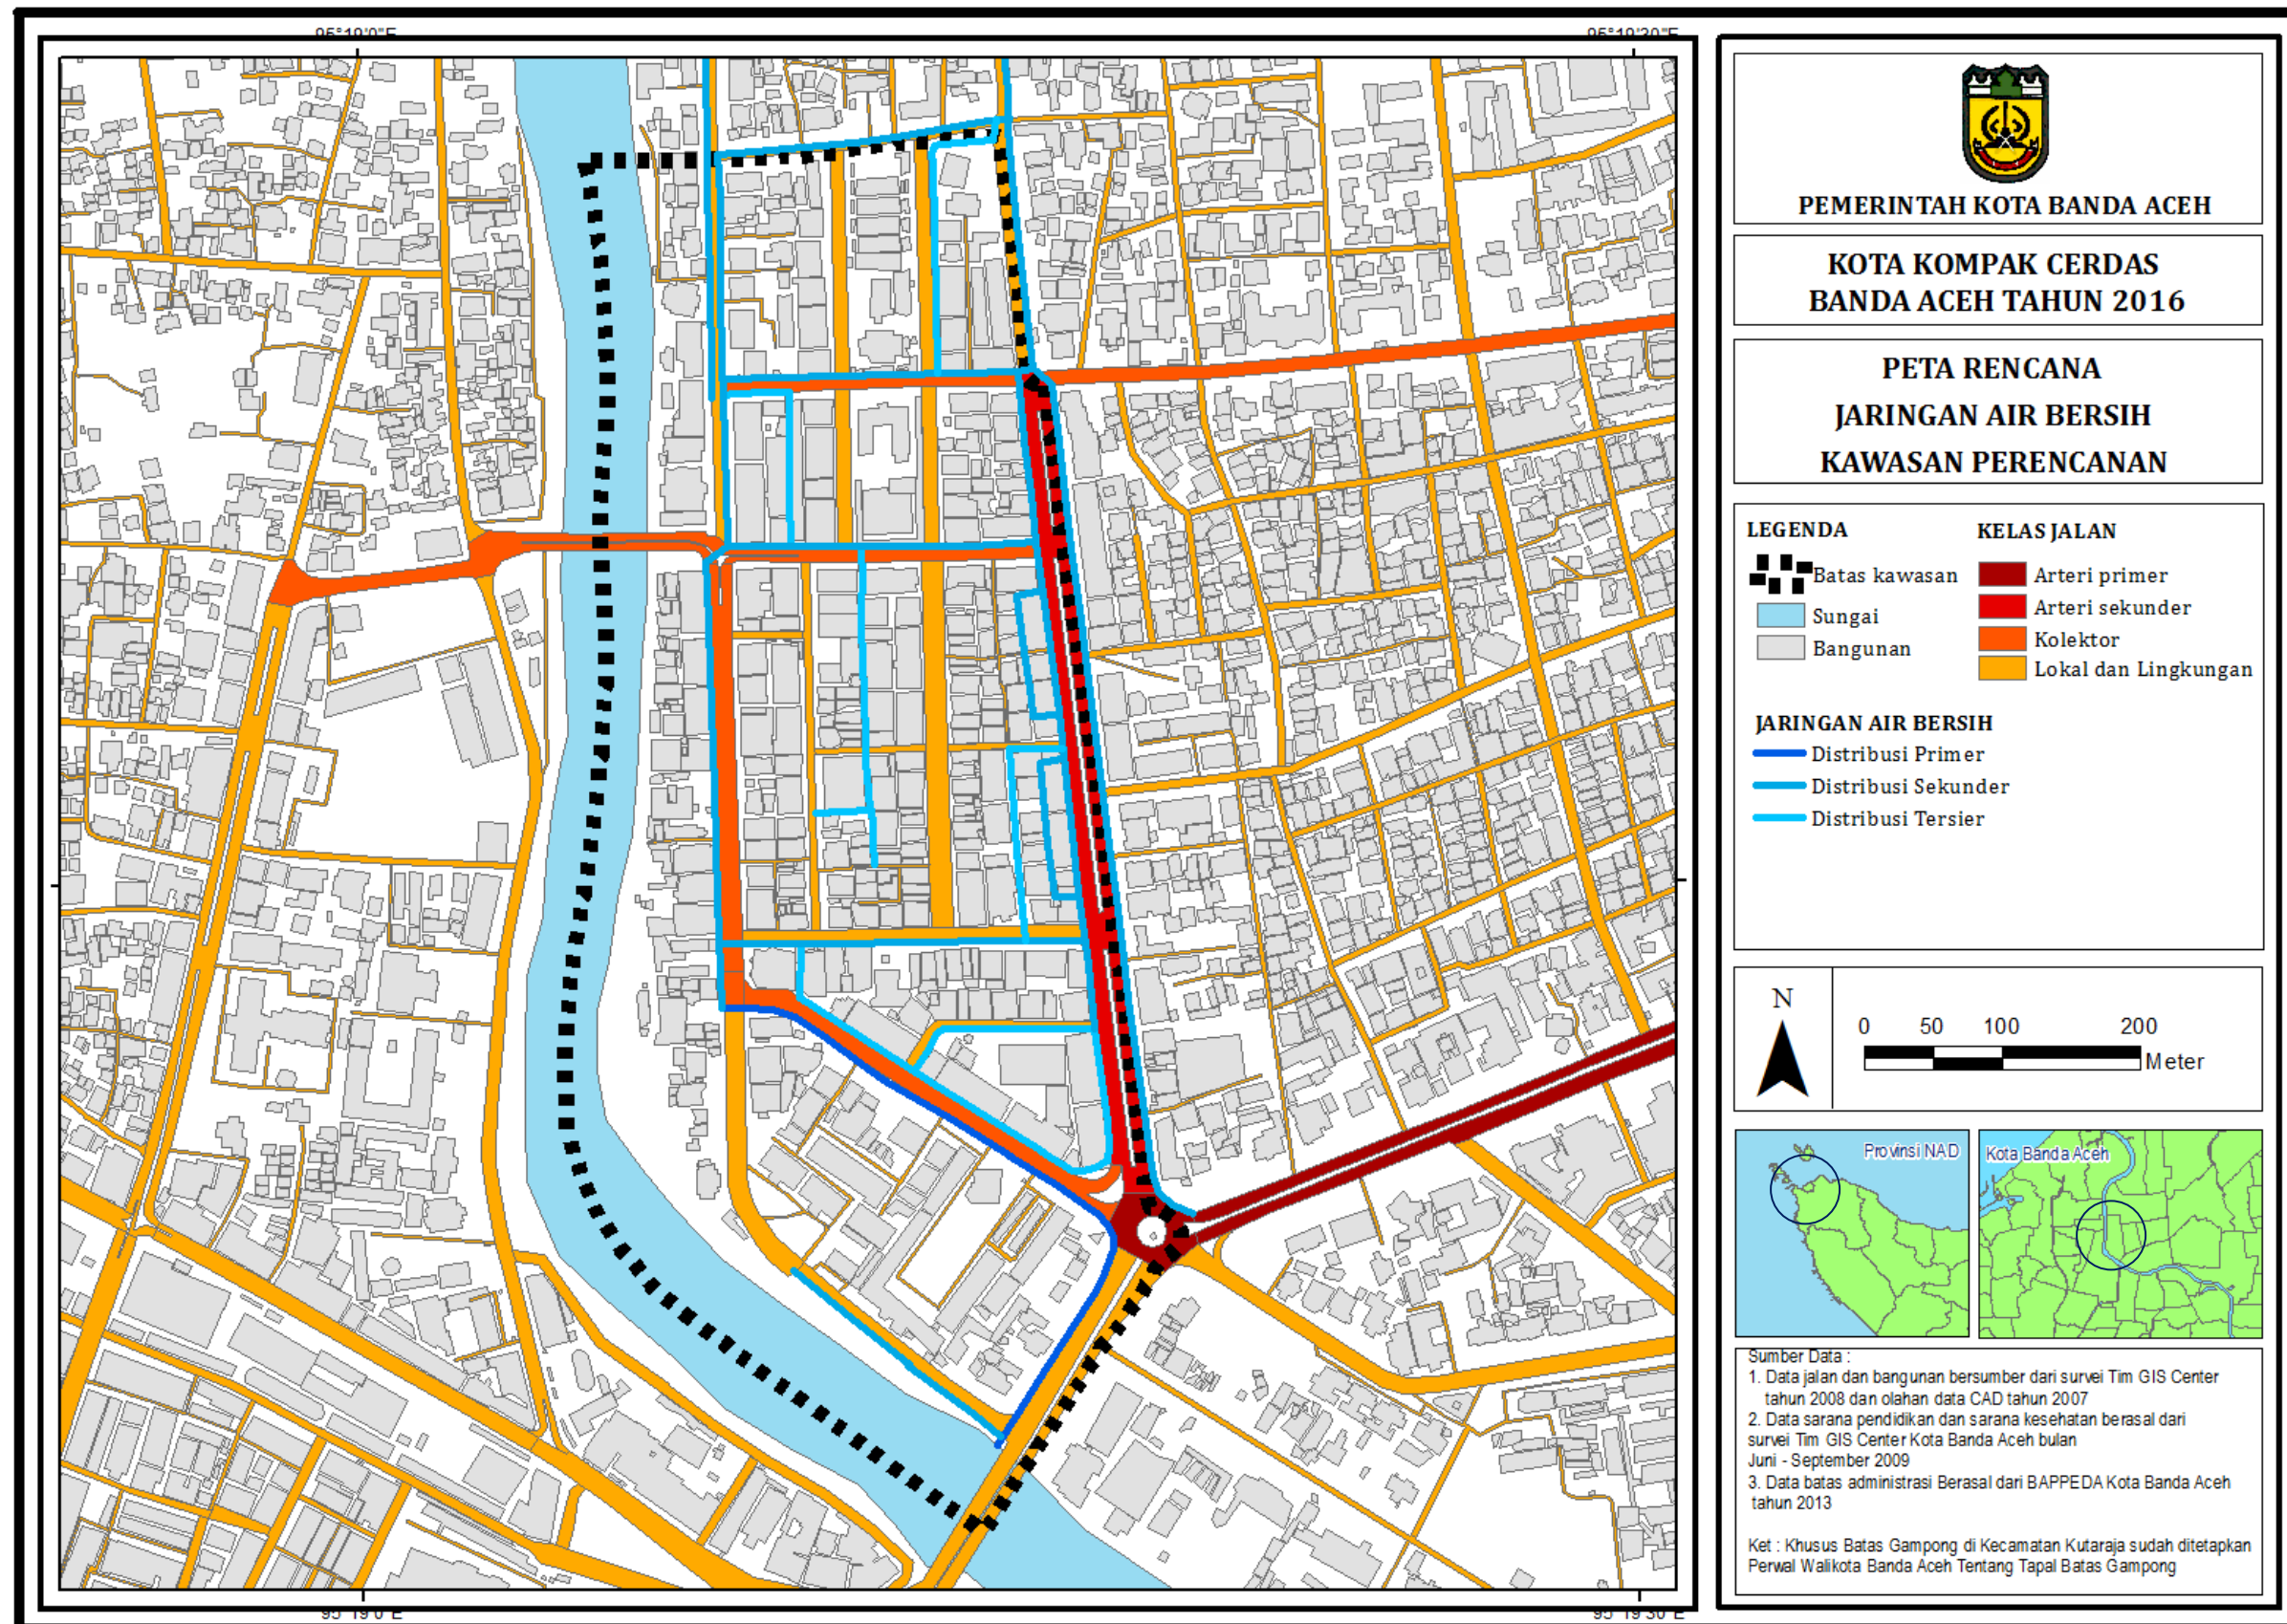 95°19'0"E
95°19'30"E
PEMERINTAH KOTA BANDA ACEH
KOTA KOMPAK CERDAS
BANDA ACEH TAHUN 2016
PETA RENCANA
JARINGAN AIR BERSIH
KAWASAN PERENCANAN
LEGENDA
Batas kawasan
Sungai
Bangunan
KELAS JALAN
Arteri primer
Arteri sekunder
Kolektor
Lokal dan Lingkungan
JARINGAN AIR BERSIH
Distribusi Primer
Distribusi Sekunder
Distribusi Tersier
N
0 50 100 200
Meter
Provinsi NAD
Kota Banda Aceh
Sumber Data :
1. Data jalan dan bangunan bersumber dari survei Tim GIS Center
tahun 2008 dan olahan data CAD tahun 2007
2. Data sarana pendidikan dan sarana kesehatan berasal dari
survei Tim GIS Center Kota Banda Aceh bulan
Juni - September 2009
3. Data batas administrasi Berasal dari BAPPEDA Kota Banda Aceh
tahun 2013
Ket : Khusus Batas Gampong di Kecamatan Kutaraja sudah ditetapkan
Perwal Walikota Banda Aceh Tentang Tapal Batas Gampong
95°19'0"E
95°19'30"E